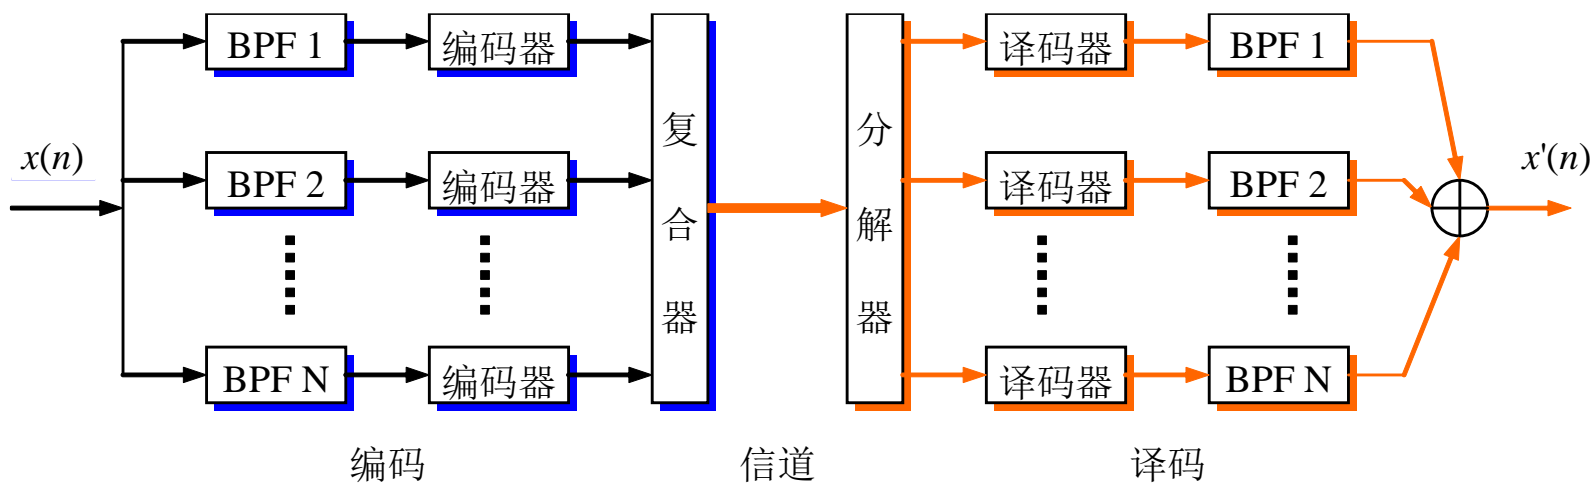 BPF 1 编码器 译码器 BPF 1
x(n) 复合器 分解器 x'(n)
BPF 2 编码器 译码器 BPF 2
BPF N 编码器 译码器 BPF N
编码 信道 译码